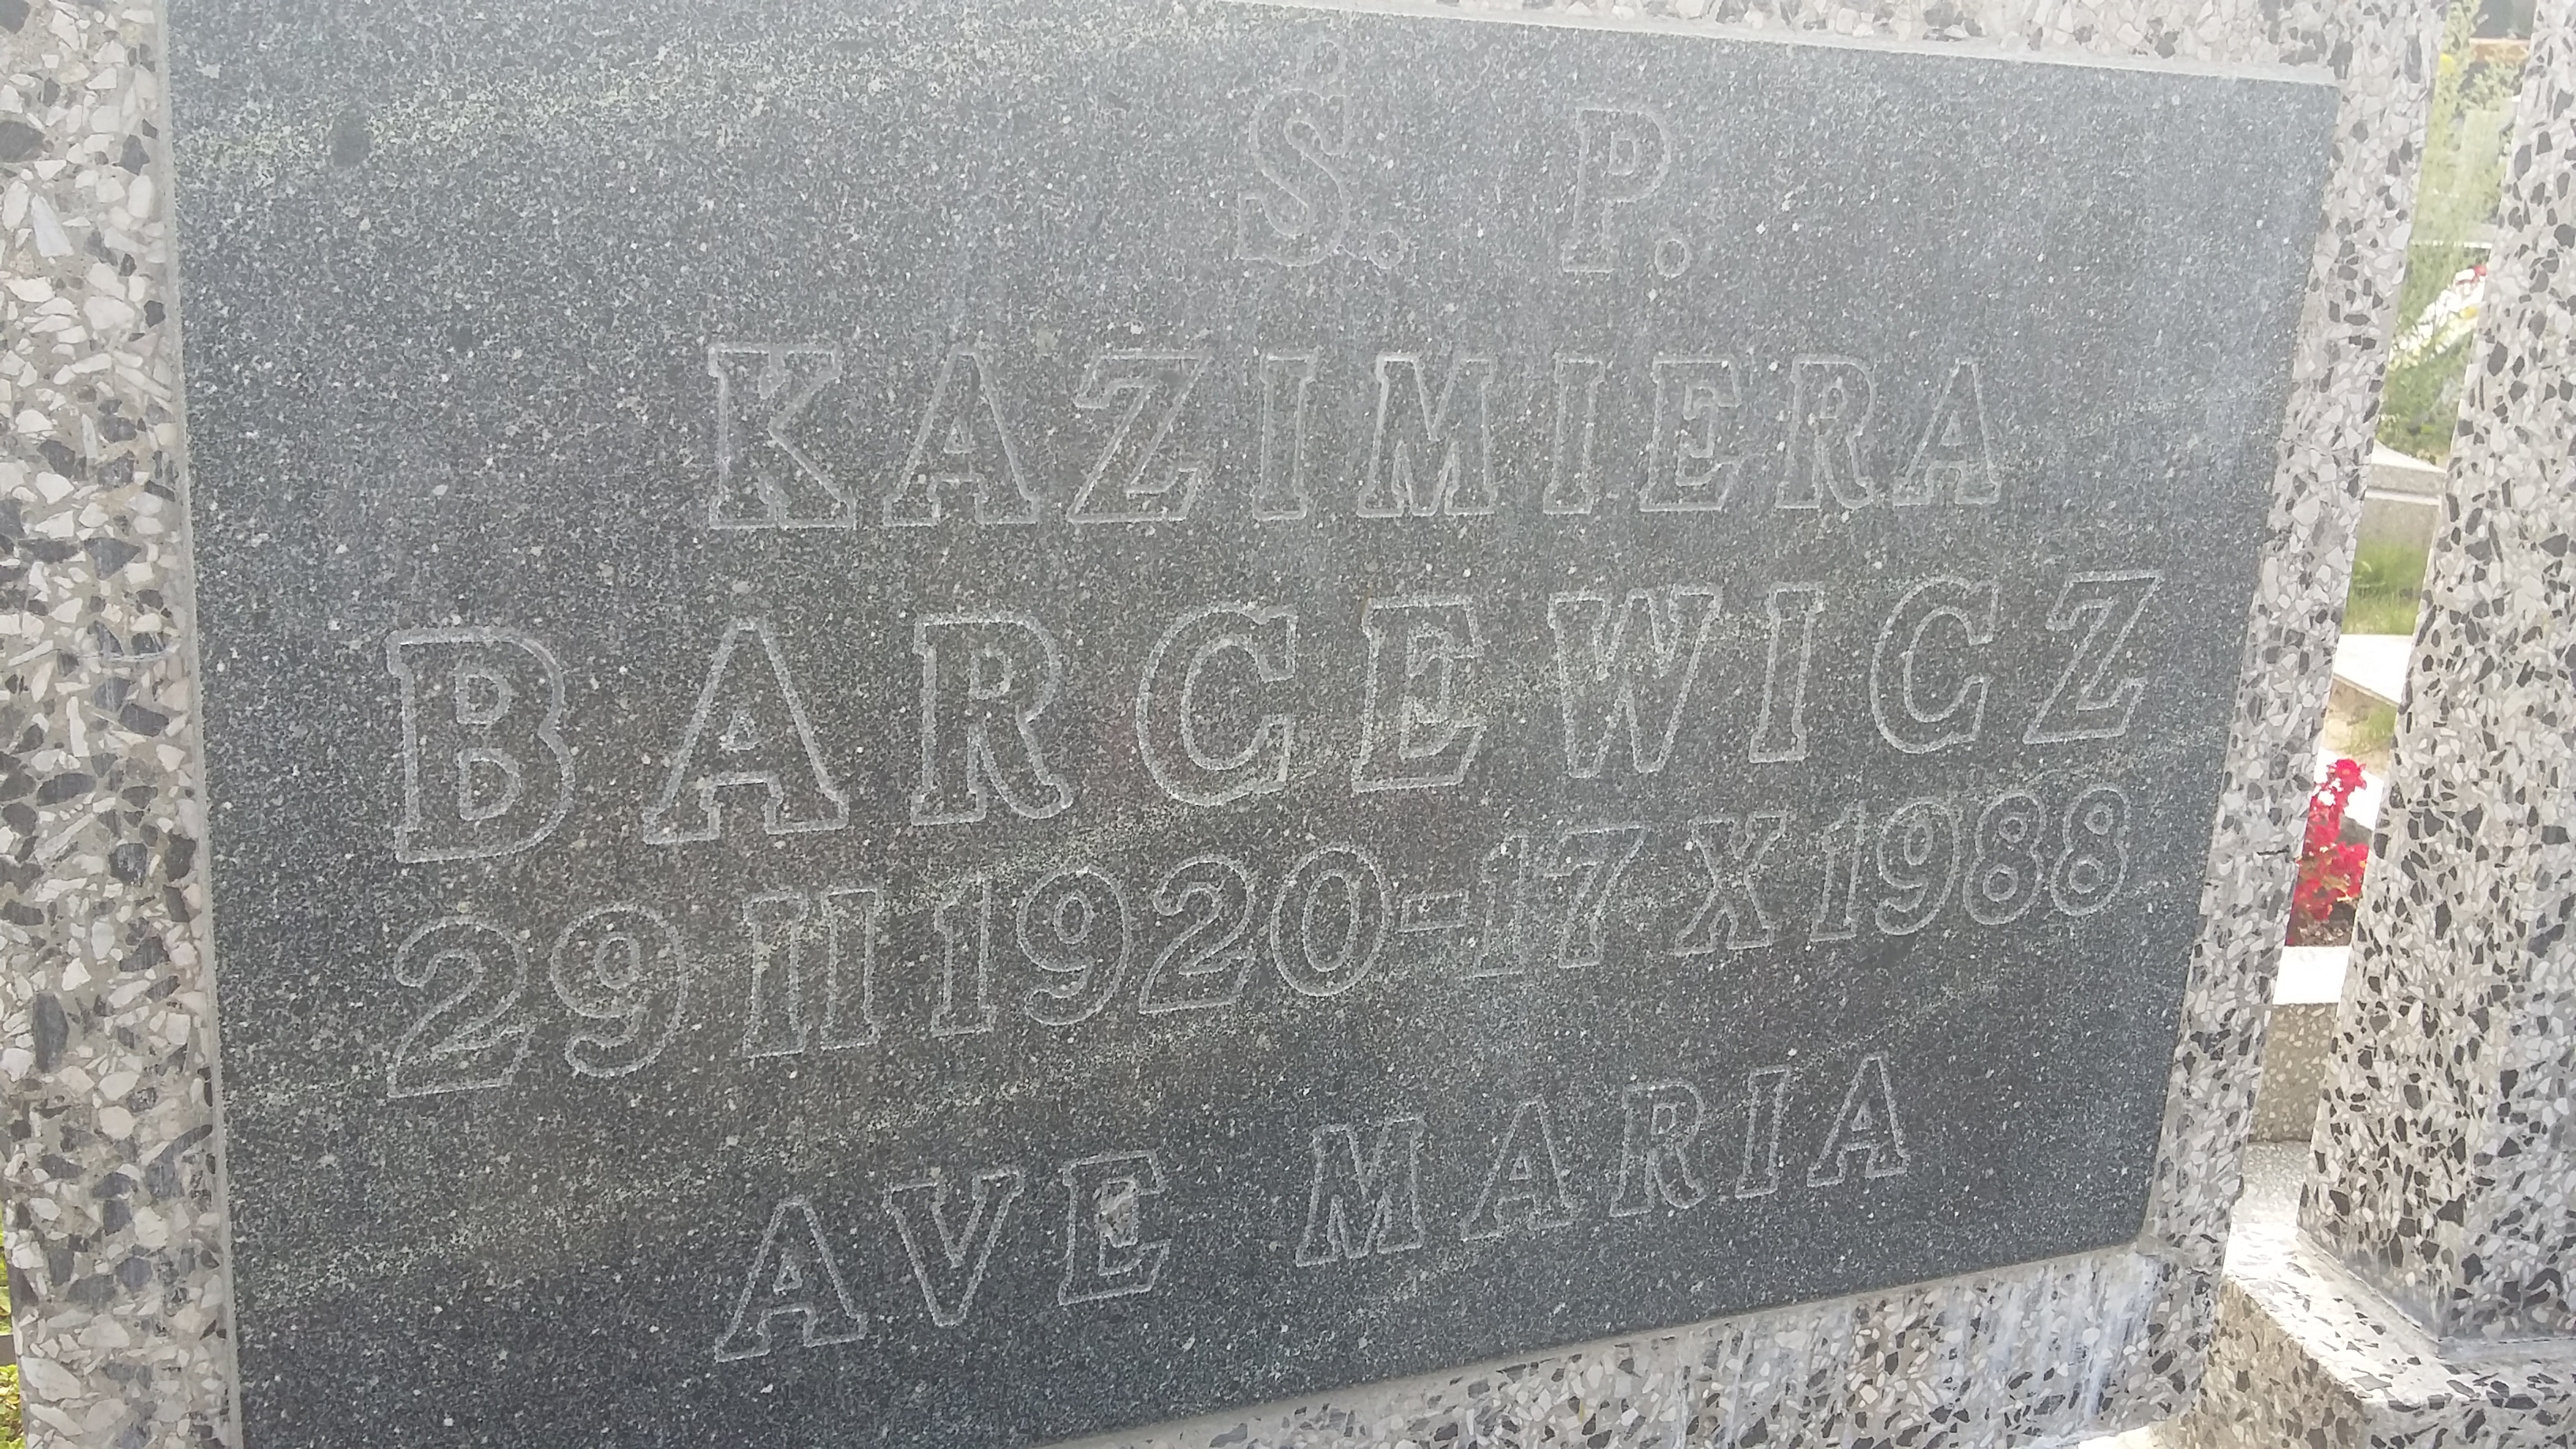 Ś. P.
KAZIMIERA
BARCEWICZ
29 II 1920-17 X 1988
AVE MARIA